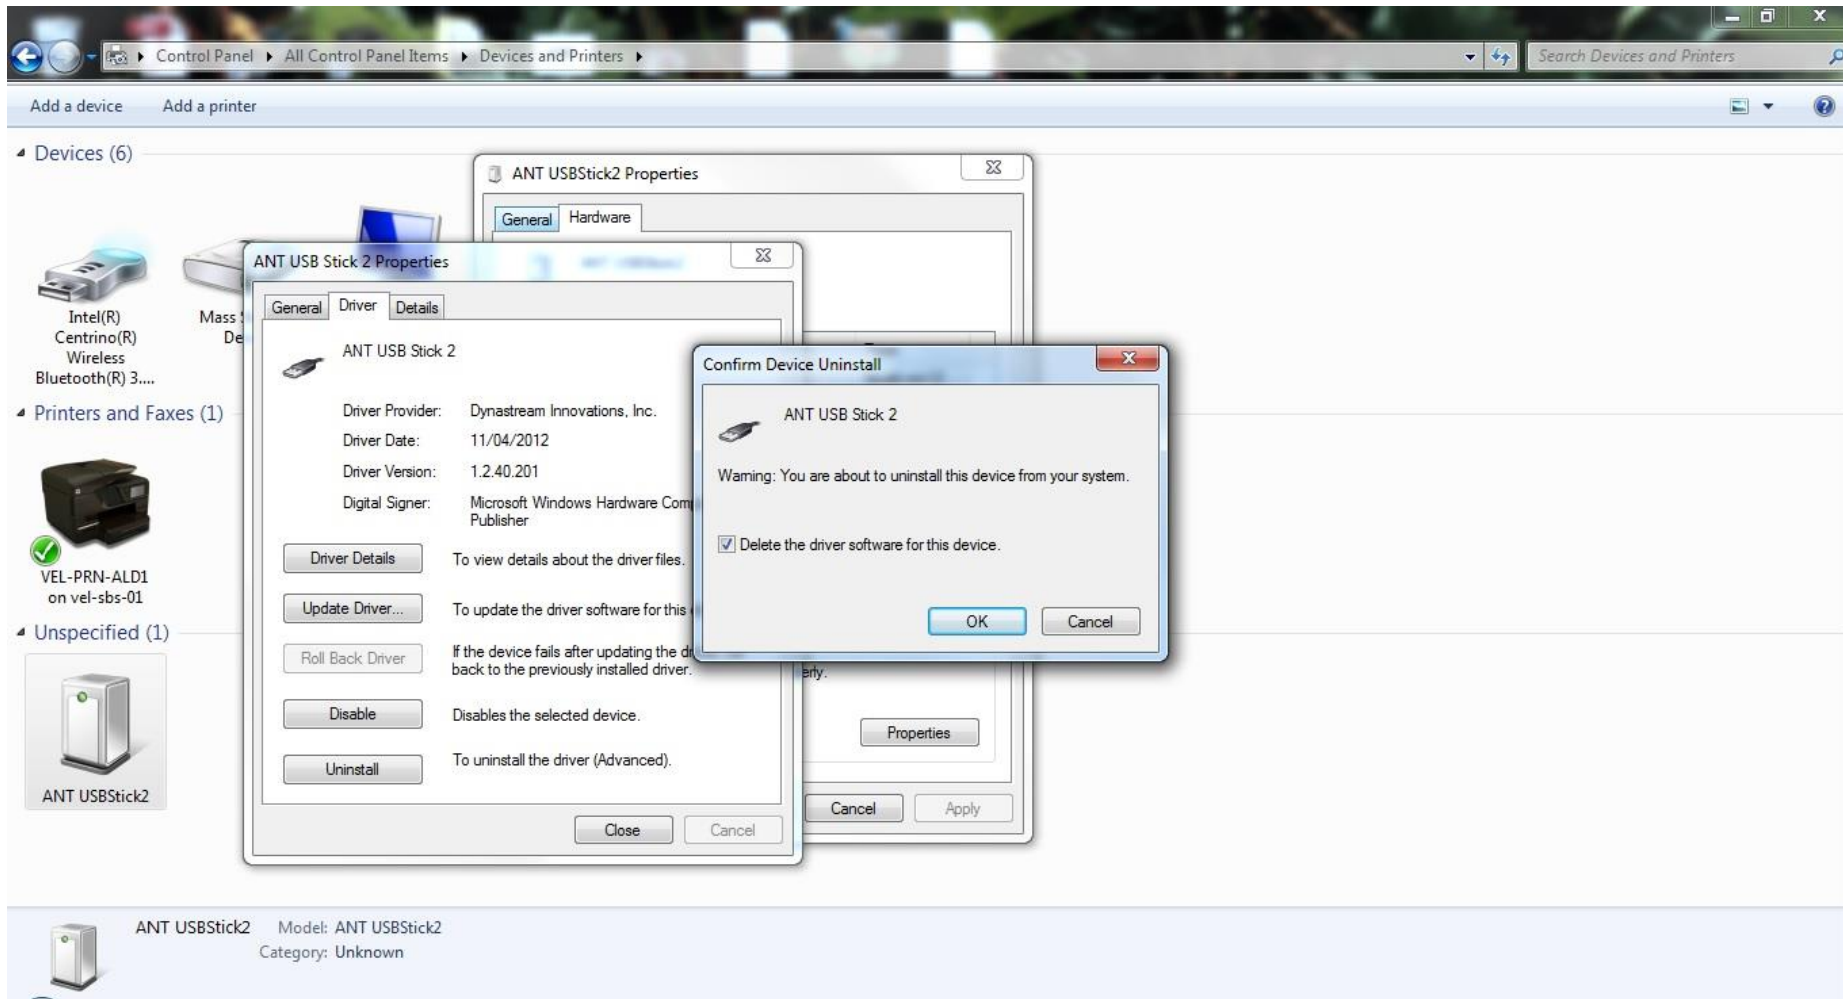 Control Panel ▸ All Control Panel Items ▸ Devices and Printers ▸
Search Devices and Printers
Add a device Add a printer
Devices (6)
Intel(R)
Centrino(R)
Wireless
Bluetooth(R) 3....
Mass
De
Printers and Faxes (1)
VEL-PRN-ALD1
on vel-sbs-01
Unspecified (1)
ANT USBStick2
ANT USBStick2 Properties
General Hardware
erly.
Properties
Cancel Apply
ANT USB Stick 2 Properties
General Driver Details
ANT USB Stick 2
Driver Provider: Dynastream Innovations, Inc.
Driver Date: 11/04/2012
Driver Version: 1.2.40.201
Digital Signer: Microsoft Windows Hardware Com
Publisher
Driver Details To view details about the driver files.
Update Driver... To update the driver software for this
Roll Back Driver If the device fails after updating the
back to the previously installed driver.
Disable Disables the selected device.
Uninstall To uninstall the driver (Advanced).
Close Cancel
Confirm Device Uninstall
ANT USB Stick 2
Warning: You are about to uninstall this device from your system.
Delete the driver software for this device.
OK Cancel
ANT USBStick2 Model: ANT USBStick2
Category: Unknown